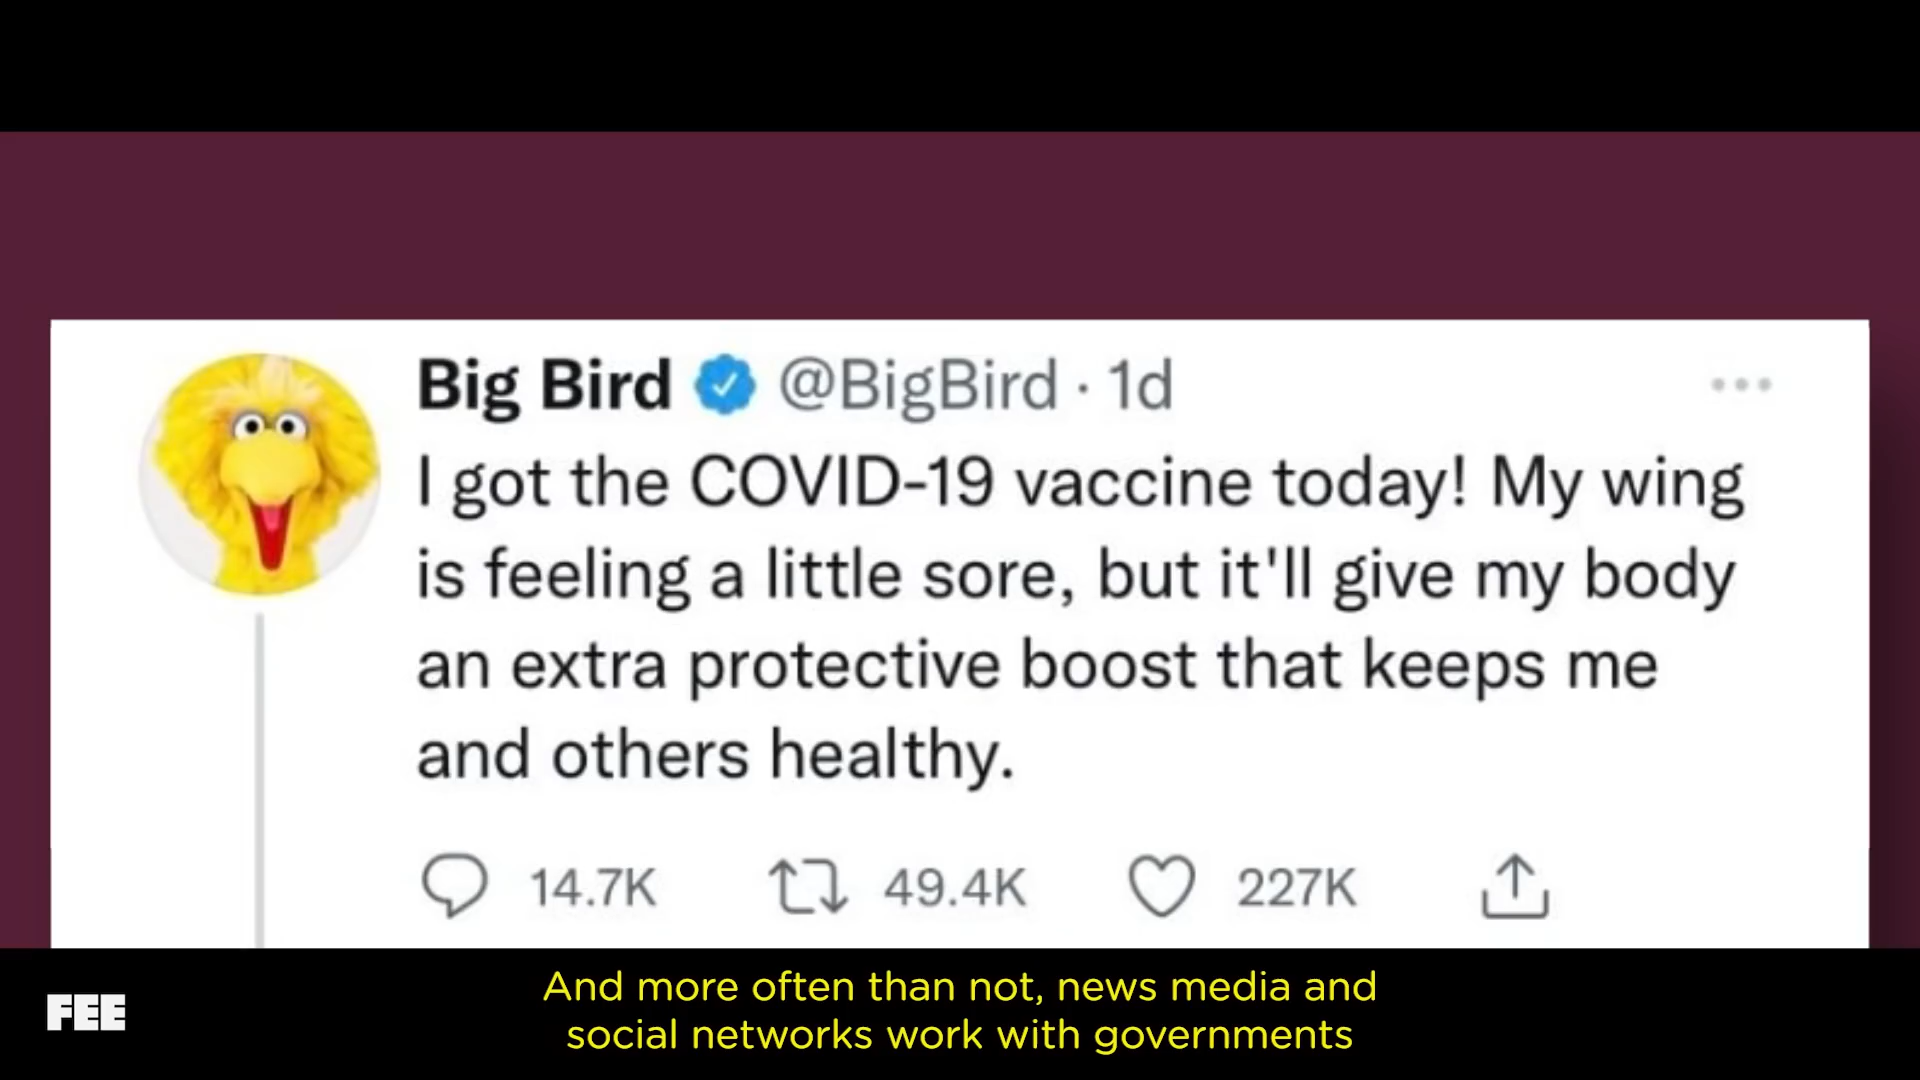 Big Bird @BigBird · 1d
I got the COVID-19 vaccine today! My wing
is feeling a little sore, but it'll give my body
an extra protective boost that keeps me
and others healthy.
14.7K 49.4K 227K
FEE
And more often than not, news media and
social networks work with governments